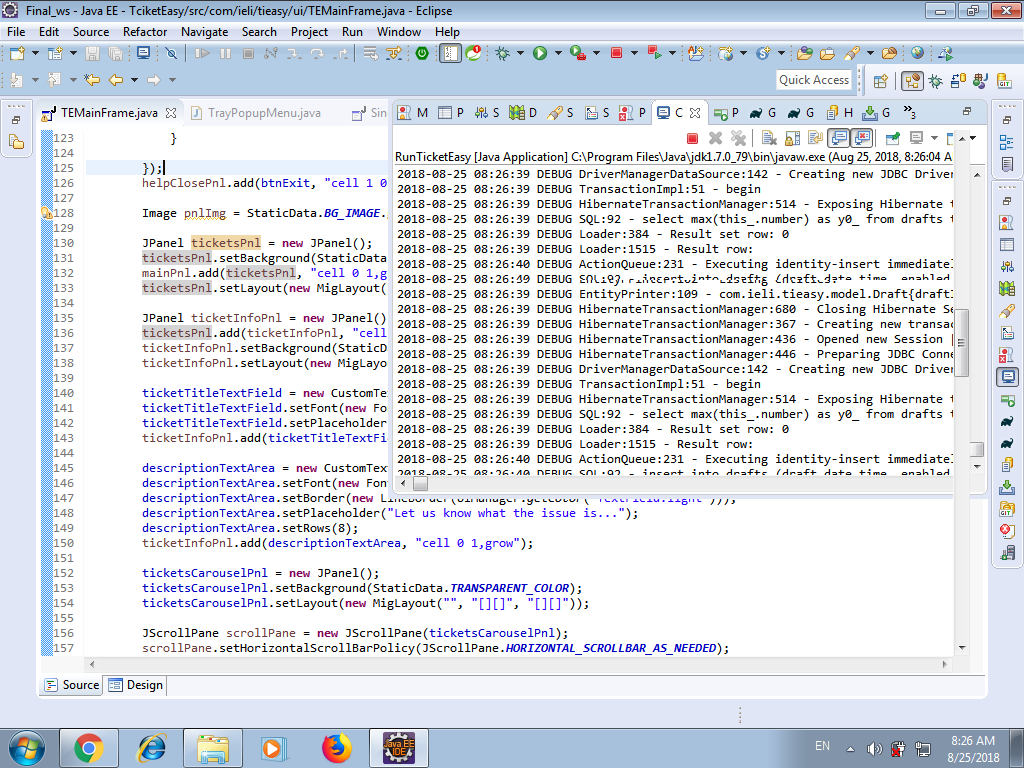 Final_ws - Java EE - TciketEasy/src/com/ieli/tieasy/ui/TEMainFrame.java - Eclipse
File Edit Source Refactor Navigate Search Project Run Window Help
Quick Access
TEMainFrame.java TrayPopupMenu.java Sin
M P S D S S P C P G G H G
RunTicketEasy [Java Application] C:\Program Files\Java\jdk1.7.0_79\bin\javaw.exe (Aug 25, 2018, 8:26:04 A
2018-08-25 08:26:39 DEBUG DriverManagerDataSource:142 - Creating new JDBC Driver
2018-08-25 08:26:39 DEBUG TransactionImpl:51 - begin
2018-08-25 08:26:39 DEBUG HibernateTransactionManager:514 - Exposing Hibernate t
2018-08-25 08:26:39 DEBUG SQL:92 - select max(this_.number) as y0_ from drafts t
2018-08-25 08:26:39 DEBUG Loader:384 - Result set row: 0
2018-08-25 08:26:39 DEBUG Loader:1515 - Result row:
2018-08-25 08:26:40 DEBUG ActionQueue:231 - Executing identity-insert immediatel
2018-08-25 08:26:39 DEBUG EntityPrinter:109 - com.ieli.tieasy.model.Draft{draftI
2018-08-25 08:26:39 DEBUG HibernateTransactionManager:680 - Closing Hibernate Se
2018-08-25 08:26:39 DEBUG HibernateTransactionManager:367 - Creating new transac
2018-08-25 08:26:39 DEBUG HibernateTransactionManager:436 - Opened new Session [
2018-08-25 08:26:39 DEBUG HibernateTransactionManager:446 - Preparing JDBC Conne
2018-08-25 08:26:39 DEBUG DriverManagerDataSource:142 - Creating new JDBC Driver
2018-08-25 08:26:39 DEBUG TransactionImpl:51 - begin
2018-08-25 08:26:39 DEBUG HibernateTransactionManager:514 - Exposing Hibernate t
2018-08-25 08:26:39 DEBUG SQL:92 - select max(this_.number) as y0_ from drafts t
2018-08-25 08:26:39 DEBUG Loader:384 - Result set row: 0
2018-08-25 08:26:39 DEBUG Loader:1515 - Result row:
2018-08-25 08:26:40 DEBUG ActionQueue:231 - Executing identity-insert immediatel
2018-08-25 08:26:40 DEBUG SQL:92 - insert into drafts (draft_date_time, enabled
123 }
124
125 });
126 helpClosePnl.add(btnExit, "cell 1 0
127
128 Image pnlImg = StaticData.BG_IMAGE.
129
130 JPanel ticketsPnl = new JPanel();
131 ticketsPnl.setBackground(StaticData
132 mainPnl.add(ticketsPnl, "cell 0 1,g
133 ticketsPnl.setLayout(new MigLayout(
134
135 JPanel ticketInfoPnl = new JPanel()
136 ticketsPnl.add(ticketInfoPnl, "cell
137 ticketInfoPnl.setBackground(StaticD
138 ticketInfoPnl.setLayout(new MigLayo
139
140 ticketTitleTextField = new CustomTe
141 ticketTitleTextField.setFont(new Fo
142 ticketTitleTextField.setPlaceholder
143 ticketInfoPnl.add(ticketTitleTextFi
144
145 descriptionTextArea = new CustomTex
146 descriptionTextArea.setFont(new Fon
147 descriptionTextArea.setBorder(new LineBorder(UIManager.getColor("TextField.light")));
148 descriptionTextArea.setPlaceholder("Let us know what the issue is...");
149 descriptionTextArea.setRows(8);
150 ticketInfoPnl.add(descriptionTextArea, "cell 0 1,grow");
151
152 ticketsCarouselPnl = new JPanel();
153 ticketsCarouselPnl.setBackground(StaticData.TRANSPARENT_COLOR);
154 ticketsCarouselPnl.setLayout(new MigLayout("", "[][]", "[][]"));
155
156 JScrollPane scrollPane = new JScrollPane(ticketsCarouselPnl);
157 scrollPane.setHorizontalScrollBarPolicy(JScrollPane.HORIZONTAL_SCROLLBAR_AS_NEEDED);
Source Design
EN
8:26 AM
8/25/2018